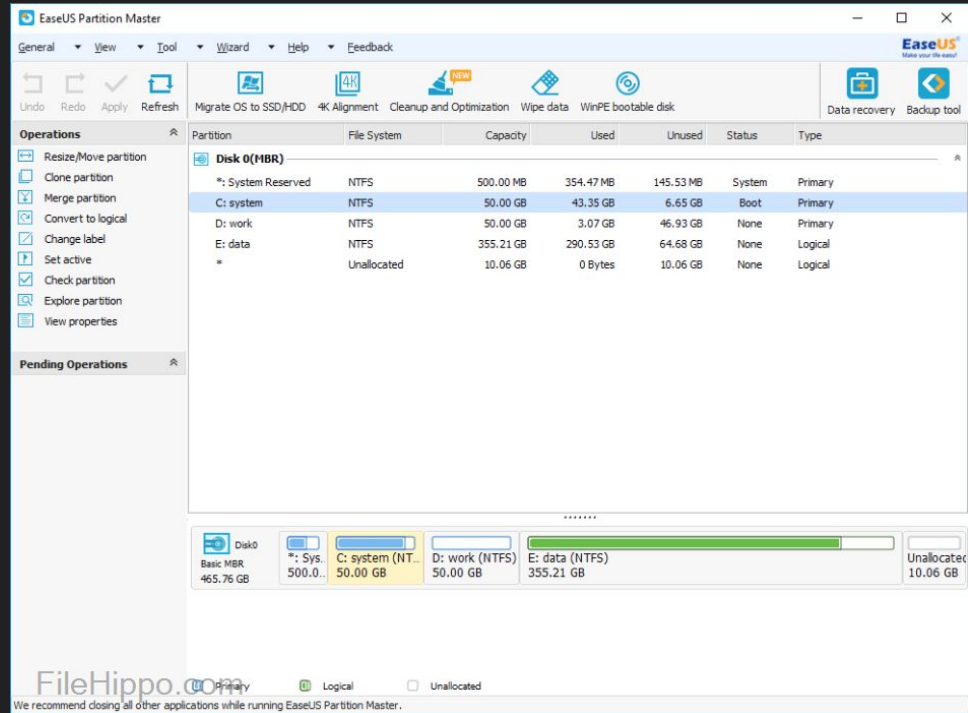 EaseUS Partition Master
General View Tool Wizard Help Feedback
EaseUS
Make your life easy!
Undo Redo Apply Refresh Migrate OS to SSD/HDD 4K Alignment NEW Cleanup and Optimization Wipe data WinPE bootable disk Data recovery Backup tool
Operations
Resize/Move partition
Clone partition
Merge partition
Convert to logical
Change label
Set active
Check partition
Explore partition
View properties
Pending Operations
Partition File System Capacity Used Unused Status Type
Disk 0(MBR)
*: System Reserved NTFS 500.00 MB 354.47 MB 145.53 MB System Primary
C: system NTFS 50.00 GB 43.35 GB 6.65 GB Boot Primary
D: work NTFS 50.00 GB 3.07 GB 46.93 GB None Primary
E: data NTFS 355.21 GB 290.53 GB 64.68 GB None Logical
* Unallocated 10.06 GB 0 Bytes 10.06 GB None Logical
Disk0
Basic MBR
465.76 GB
*: Sys..
500.0..
C: system (NT..
50.00 GB
D: work (NTFS)
50.00 GB
E: data (NTFS)
355.21 GB
Unallocated
10.06 GB
FileHippo.com
Primary Logical Unallocated
We recommend closing all other applications while running EaseUS Partition Master.